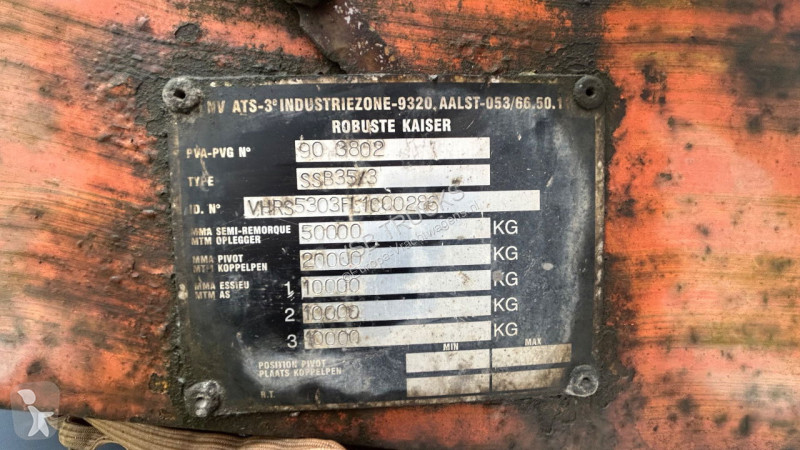 NV ATS-3e INDUSTRIEZONE-9320, AALST-053/66.50.1
ROBUSTE KAISER
PVA-PVG N° 90 3802
TYPE SSB35/3
ID. N°
MMA SEMI-REMORQUE
MTM OPLEGGER 50000 KG
MMA PIVOT
MTM KOPPELPEN 20000 KG
MMA ESSIEU
MTM AS 1 10000 KG
2 10000 KG
3 10000 KG
MIN MAX
POSITION PIVOT
PLAATS KOPPELPEN
R.T.
TRUCKS